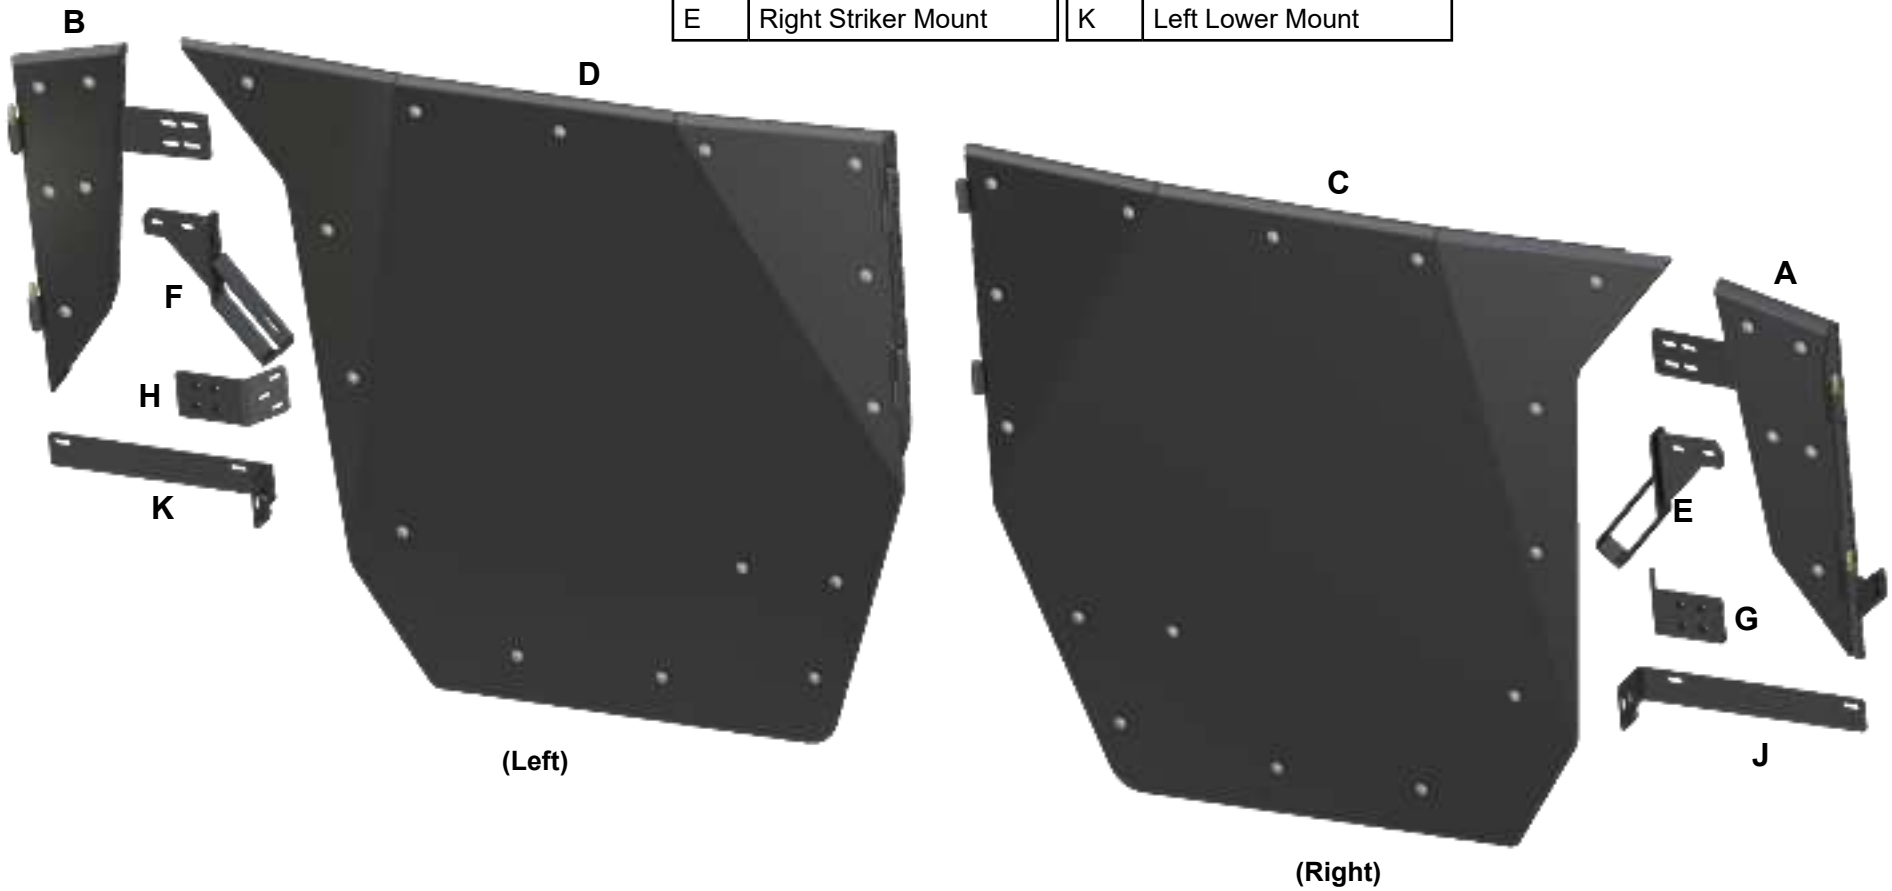 E Right Striker Mount K Left Lower Mount
B
D
C
A
F
H
E
K
G
J
(Left)
(Right)